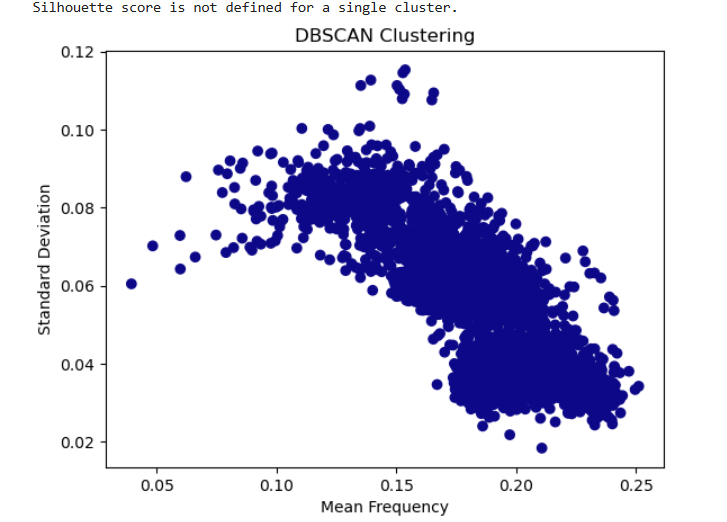 Silhouette score is not defined for a single cluster.
DBSCAN Clustering
0.12
0.10
0.08
0.06
0.04
0.02
Standard Deviation
0.05 0.10 0.15 0.20 0.25
Mean Frequency